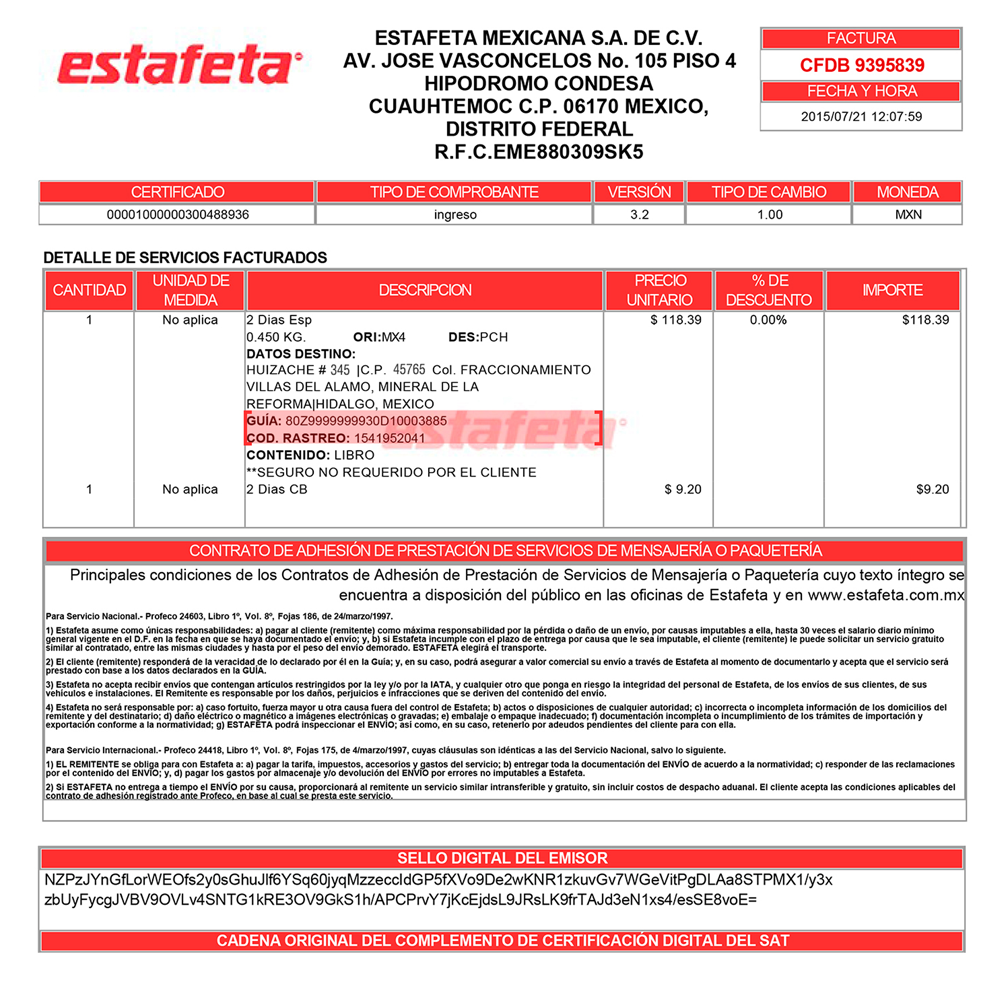 estafeta
ESTAFETA MEXICANA S.A. DE C.V.
AV. JOSE VASCONCELOS No. 105 PISO 4
HIPODROMO CONDESA
CUAUHTEMOC C.P. 06170 MEXICO,
DISTRITO FEDERAL
R.F.C.EME880309SK5
FACTURA
CFDB 9395839
FECHA Y HORA
2015/07/21 12:07:59
CERTIFICADO TIPO DE COMPROBANTE VERSIÓN TIPO DE CAMBIO MONEDA
00001000000300488936 ingreso 3.2 1.00 MXN
DETALLE DE SERVICIOS FACTURADOS
CANTIDAD UNIDAD DE MEDIDA DESCRIPCION PRECIO UNITARIO % DE DESCUENTO IMPORTE
1 No aplica 2 Dias Esp $ 118.39 0.00% $118.39
0.450 KG. ORI:MX4 DES:PCH
DATOS DESTINO:
HUIZACHE # 345 |C.P. 45765 Col. FRACCIONAMIENTO
VILLAS DEL ALAMO, MINERAL DE LA
REFORMA|HIDALGO, MEXICO
GUÍA: 80Z9999999930D10003885
COD. RASTREO: 1541952041
estafeta
CONTENIDO: LIBRO
**SEGURO NO REQUERIDO POR EL CLIENTE
1 No aplica 2 Dias CB $ 9.20 $9.20
CONTRATO DE ADHESIÓN DE PRESTACIÓN DE SERVICIOS DE MENSAJERÍA O PAQUETERÍA
Principales condiciones de los Contratos de Adhesión de Prestación de Servicios de Mensajería o Paquetería cuyo texto íntegro se
encuentra a disposición del público en las oficinas de Estafeta y en www.estafeta.com.mx
Para Servicio Nacional.- Profeco 24603, Libro 1º, Vol. 8º, Fojas 186, de 24/marzo/1997.
1) Estafeta asume como únicas responsabilidades: a) pagar al cliente (remitente) como máxima responsabilidad por la pérdida o daño de un envío, por causas imputables a ella, hasta 30 veces el salario diario mínimo
general vigente en el D.F. en la fecha en que se haya documentado el envío; y, b) si Estafeta incumple con el plazo de entrega por causa que le sea imputable, el cliente (remitente) le puede solicitar un servicio gratuito
similar al contratado, entre las mismas ciudades y hasta por el peso del envío demorado. ESTAFETA elegirá el transporte.
2) El cliente (remitente) responderá de la veracidad de lo declarado por él en la Guía; y, en su caso, podrá asegurar a valor comercial su envío a través de Estafeta al momento de documentarlo y acepta que el servicio será
prestado con base a los datos declarados en la GUÍA.
3) Estafeta no acepta recibir envíos que contengan artículos restringidos por la ley y/o por la IATA, y cualquier otro que ponga en riesgo la integridad del personal de Estafeta, de los envíos de sus clientes, de sus
vehículos e instalaciones. El Remitente es responsable por los daños, perjuicios e infracciones que se deriven del contenido del envío.
4) Estafeta no será responsable por: a) caso fortuito, fuerza mayor u otra causa fuera del control de Estafeta; b) actos o disposiciones de cualquier autoridad; c) incorrecta o incompleta información de los domicilios del
remitente y del destinatario; d) daño eléctrico o magnético a imágenes electrónicas o gravadas; e) embalaje o empaque inadecuado; f) documentación incompleta o incumplimiento de los trámites de importación y
exportación conforme a la normatividad; g) ESTAFETA podrá inspeccionar el ENVÍO; así como, en su caso, retenerlo por adeudos pendientes del cliente para con ella.
Para Servicio Internacional.- Profeco 24418, Libro 1º, Vol. 8º, Fojas 175, de 4/marzo/1997, cuyas cláusulas son idénticas a las del Servicio Nacional, salvo lo siguiente.
1) EL REMITENTE se obliga para con Estafeta a: a) pagar la tarifa, impuestos, accesorios y gastos del servicio; b) entregar toda la documentación del ENVÍO de acuerdo a la normatividad; c) responder de las reclamaciones
por el contenido del ENVÍO; y, d) pagar los gastos por almacenaje y/o devolución del ENVÍO por errores no imputables a Estafeta.
2) Si ESTAFETA no entrega a tiempo el ENVÍO por su causa, proporcionará al remitente un servicio similar intransferible y gratuito, sin incluir costos de despacho aduanal. El cliente acepta las condiciones aplicables del
contrato de adhesión registrado ante Profeco, en base al cual se presta este servicio.
SELLO DIGITAL DEL EMISOR
NZPzJYnGfLorWEOfs2y0sGhuJlf6YSq60jyqMzzeccIdGP5fXVo9De2wKNR1zkuvGv7WGeVitPgDLAa8STPMX1/y3x
zbUyFycgJVBV9OVLv4SNTG1kRE3OV9GkS1h/APCPrvY7jKcEjdsL9JRsLK9frTAJd3eN1xs4/esSE8voE=
CADENA ORIGINAL DEL COMPLEMENTO DE CERTIFICACIÓN DIGITAL DEL SAT